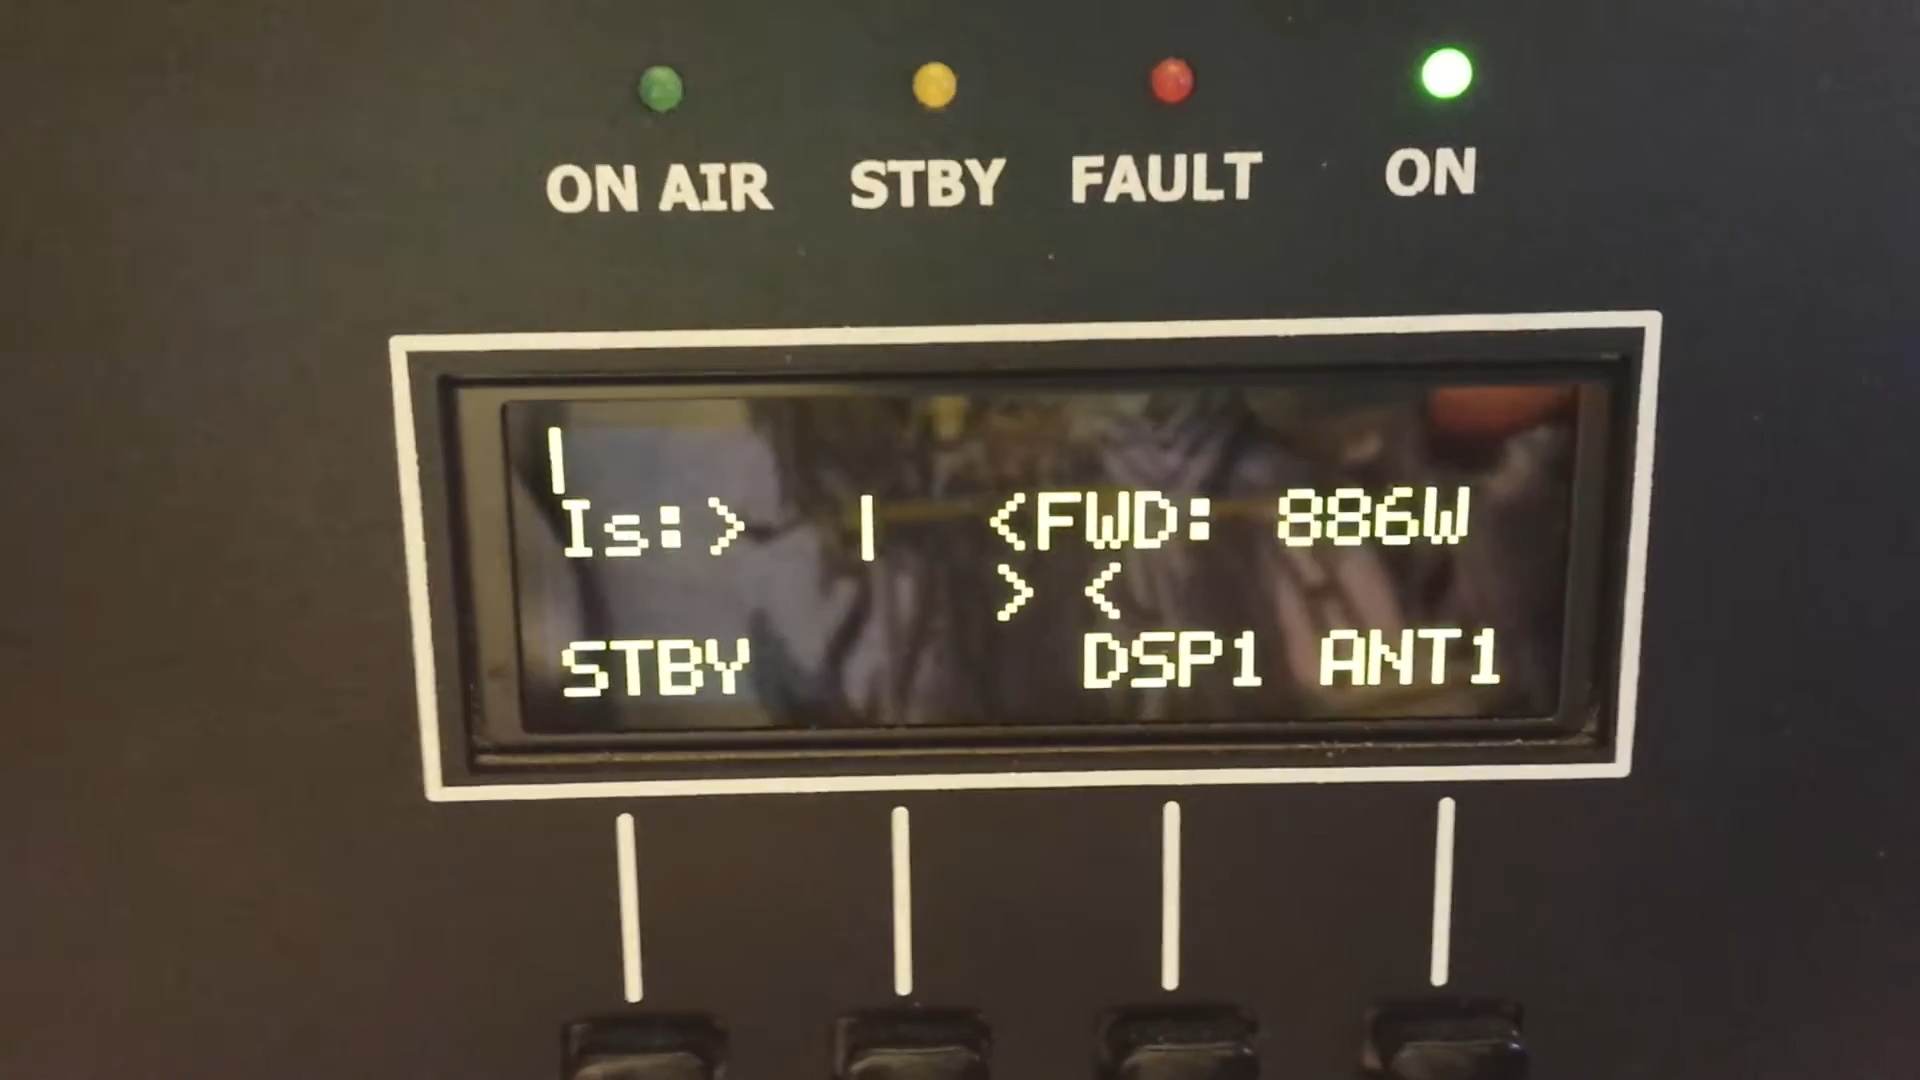 ON AIR STBY FAULT ON
|
Is:> | <FWD: 886W
> <
STBY DSP1 ANT1